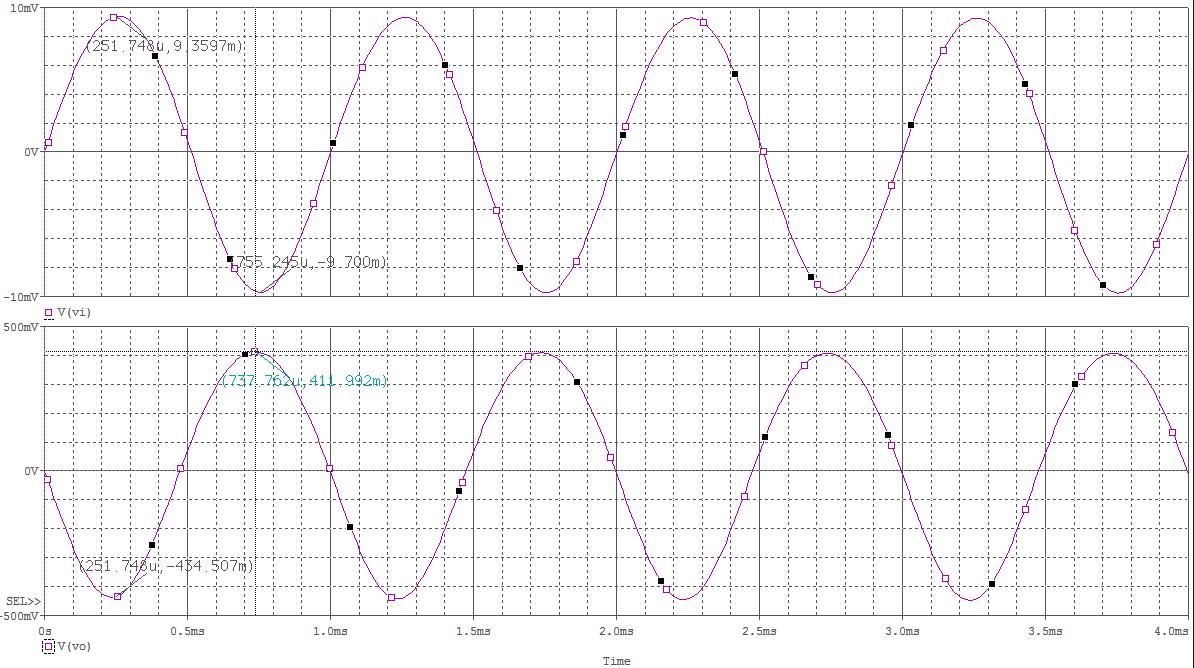 10mV
(251.748u,9.3597m)
0V
(755.245u,-9.700m)
-10mV
V(vi)
500mV
(737.762u,411.992m)
0V
(251.748u,-434.507m)
SEL>>
-500mV
0s 0.5ms 1.0ms 1.5ms 2.0ms 2.5ms 3.0ms 3.5ms 4.0ms
V(vo)
Time